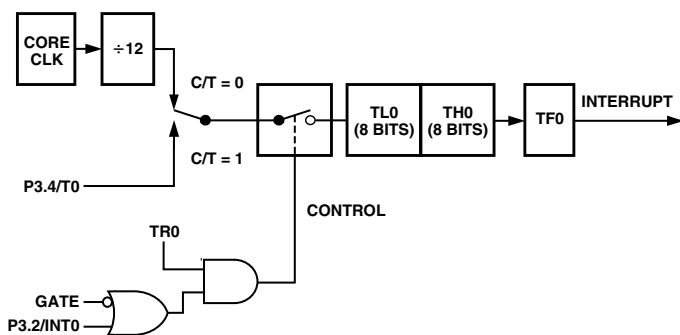 CORE
CLK
÷12
C/T = 0
TL0
(8 BITS)
TH0
(8 BITS)
TF0
INTERRUPT
C/T = 1
P3.4/T0
CONTROL
TR0
GATE
P3.2/INT0